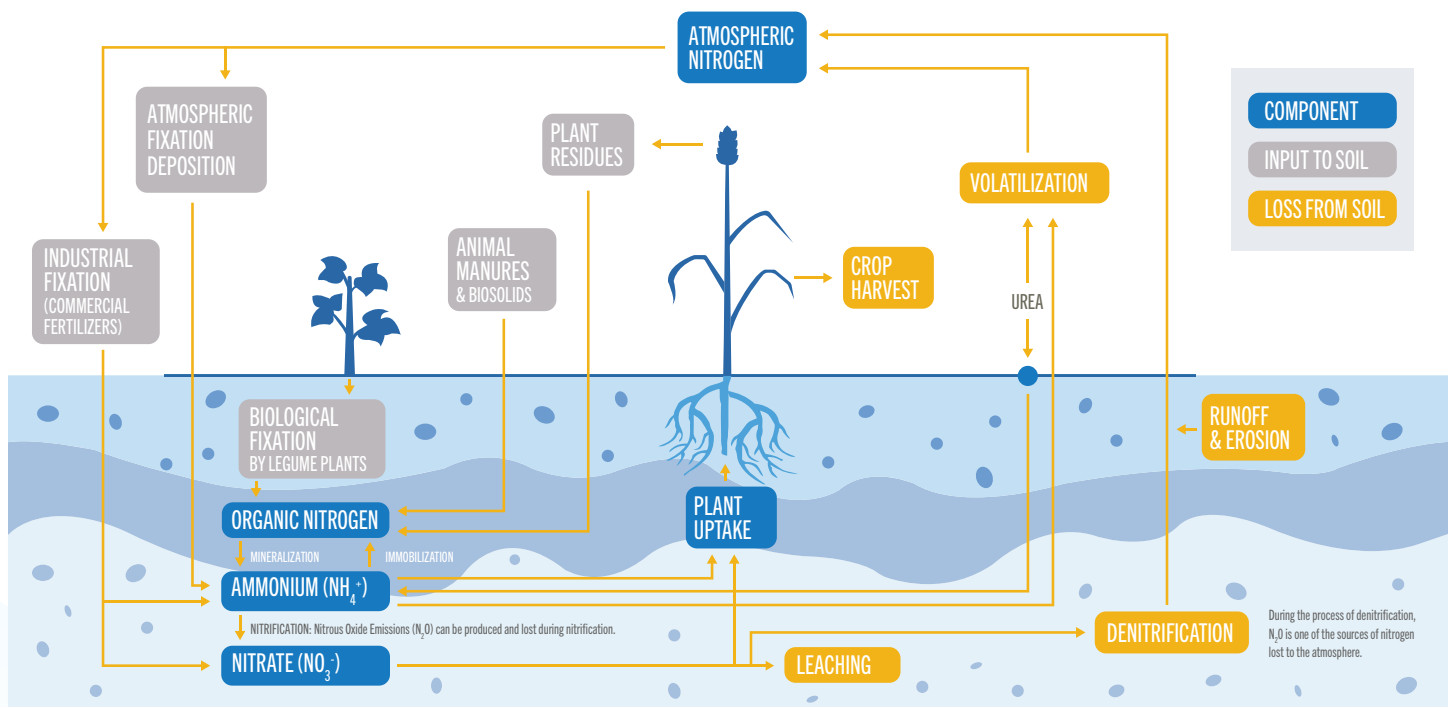 ATMOSPHERIC
NITROGEN
ATMOSPHERIC
FIXATION
DEPOSITION
PLANT
RESIDUES
COMPONENT
INPUT TO SOIL
LOSS FROM SOIL
VOLATILIZATION
INDUSTRIAL
FIXATION
(COMMERCIAL
FERTILIZERS)
ANIMAL
MANURES
& BIOSOLIDS
CROP
HARVEST
UREA
BIOLOGICAL
FIXATION
BY LEGUME PLANTS
RUNOFF
& EROSION
ORGANIC NITROGEN
PLANT
UPTAKE
MINERALIZATION
IMMOBILIZATION
AMMONIUM (NH₄⁺)
NITRIFICATION: Nitrous Oxide Emissions (N₂O) can be produced and lost during nitrification.
NITRATE (NO₃⁻)
LEACHING
DENITRIFICATION
During the process of denitrification,
N₂O is one of the sources of nitrogen
lost to the atmosphere.